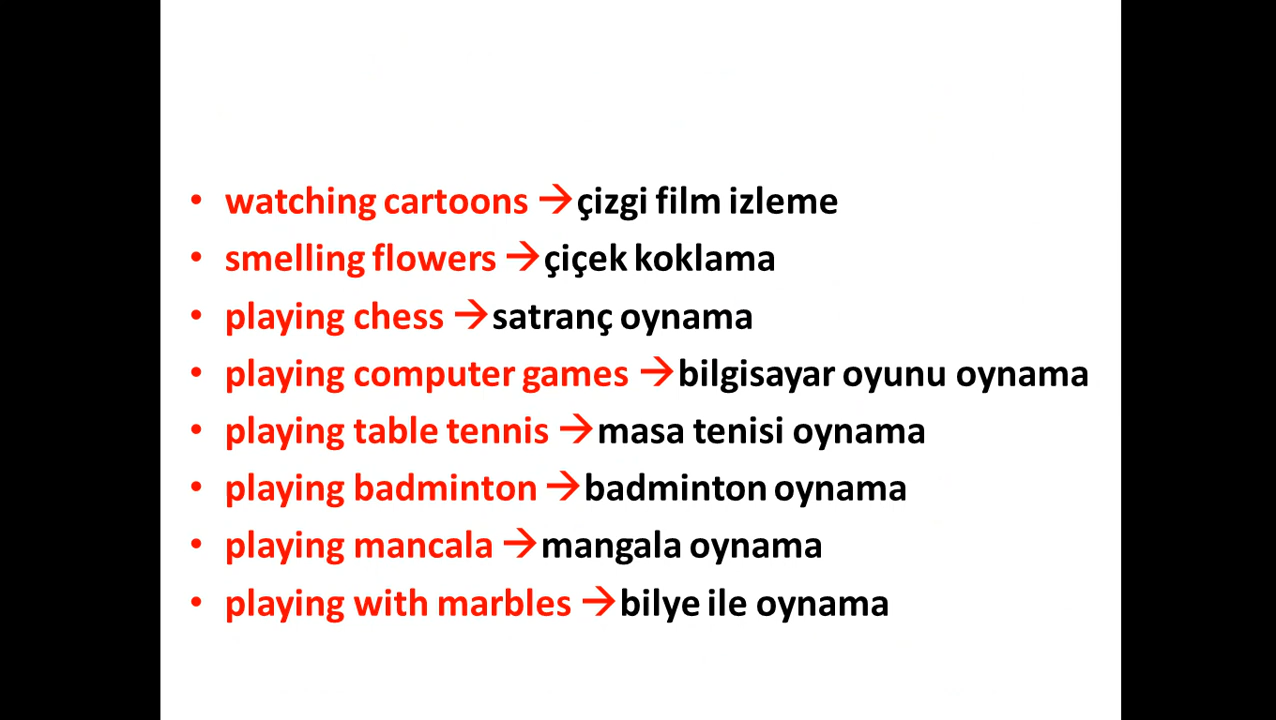 • watching cartoons →çizgi film izleme
• smelling flowers →çiçek koklama
• playing chess →satranç oynama
• playing computer games →bilgisayar oyunu oynama
• playing table tennis →masa tenisi oynama
• playing badminton →badminton oynama
• playing mancala →mangala oynama
• playing with marbles →bilye ile oynama